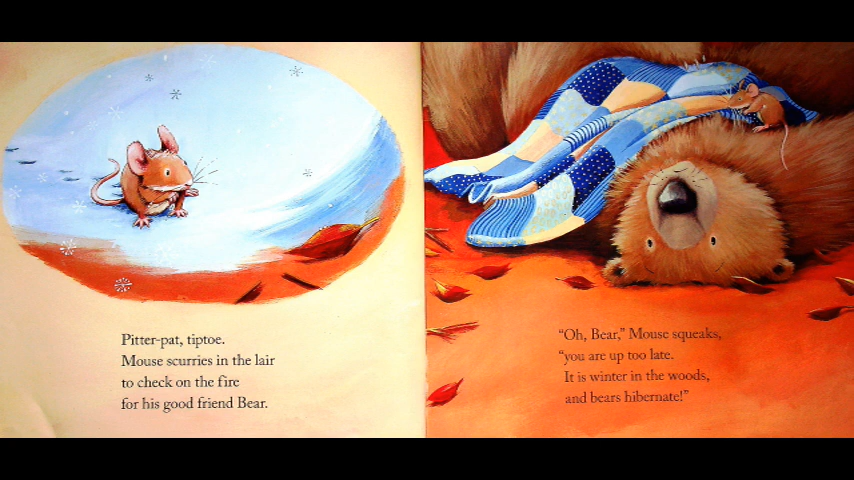 Pitter-pat, tiptoe.
Mouse scurries in the lair
to check on the fire
for his good friend Bear.
“Oh, Bear,” Mouse squeaks,
“you are up too late.
It is winter in the woods,
and bears hibernate!”